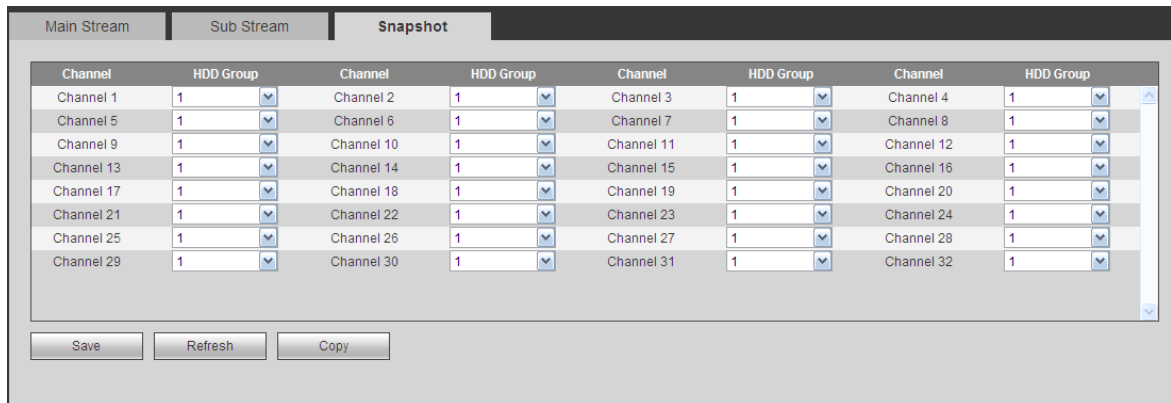 Main Stream Sub Stream Snapshot
Channel HDD Group Channel HDD Group Channel HDD Group Channel HDD Group
Channel 1 1 Channel 2 1 Channel 3 1 Channel 4 1
Channel 5 1 Channel 6 1 Channel 7 1 Channel 8 1
Channel 9 1 Channel 10 1 Channel 11 1 Channel 12 1
Channel 13 1 Channel 14 1 Channel 15 1 Channel 16 1
Channel 17 1 Channel 18 1 Channel 19 1 Channel 20 1
Channel 21 1 Channel 22 1 Channel 23 1 Channel 24 1
Channel 25 1 Channel 26 1 Channel 27 1 Channel 28 1
Channel 29 1 Channel 30 1 Channel 31 1 Channel 32 1
Save Refresh Copy